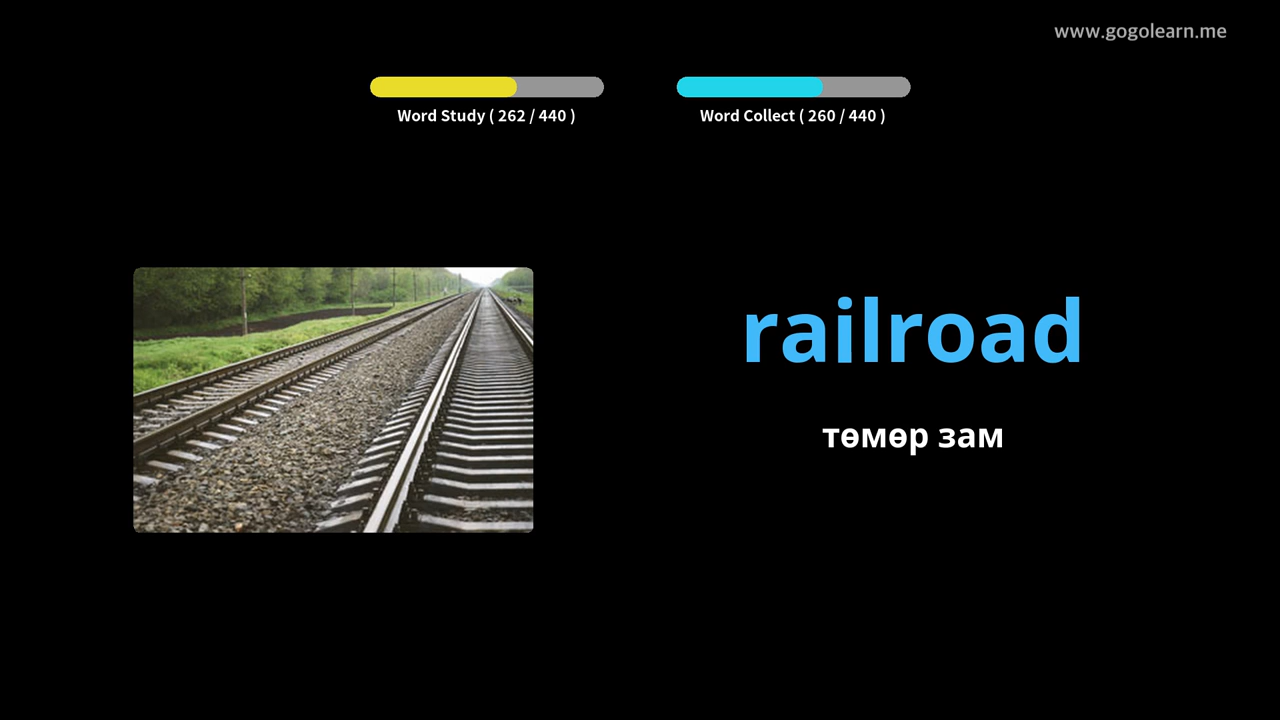 www.gogolearn.me
Word Study ( 262 / 440 )
Word Collect ( 260 / 440 )
railroad
төмөр зам